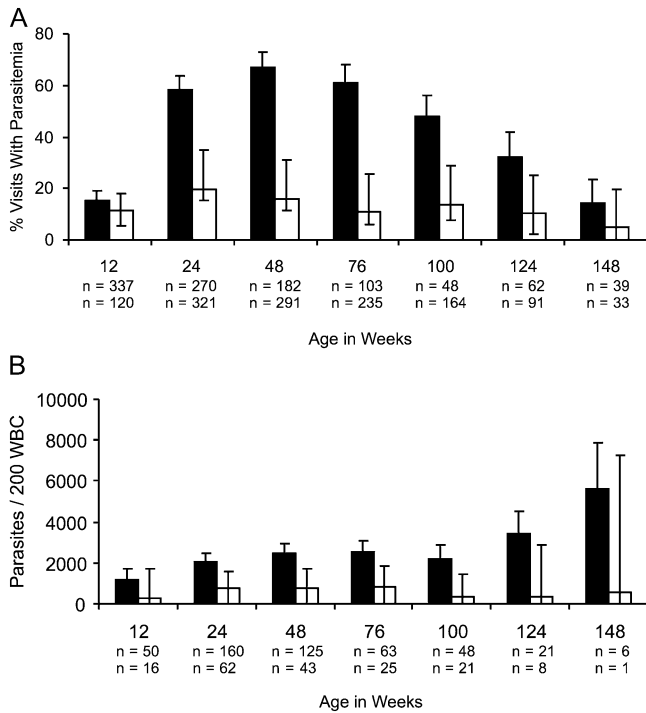 A
% Visits With Parasitemia
80
60
40
20
0
12 24 48 76 100 124 148
n = 337 n = 270 n = 182 n = 103 n = 48 n = 62 n = 39
n = 120 n = 321 n = 291 n = 235 n = 164 n = 91 n = 33
Age in Weeks
B
Parasites / 200 WBC
10000
8000
6000
4000
2000
0
12 24 48 76 100 124 148
n = 50 n = 160 n = 125 n = 63 n = 48 n = 21 n = 6
n = 16 n = 62 n = 43 n = 25 n = 21 n = 8 n = 1
Age in Weeks